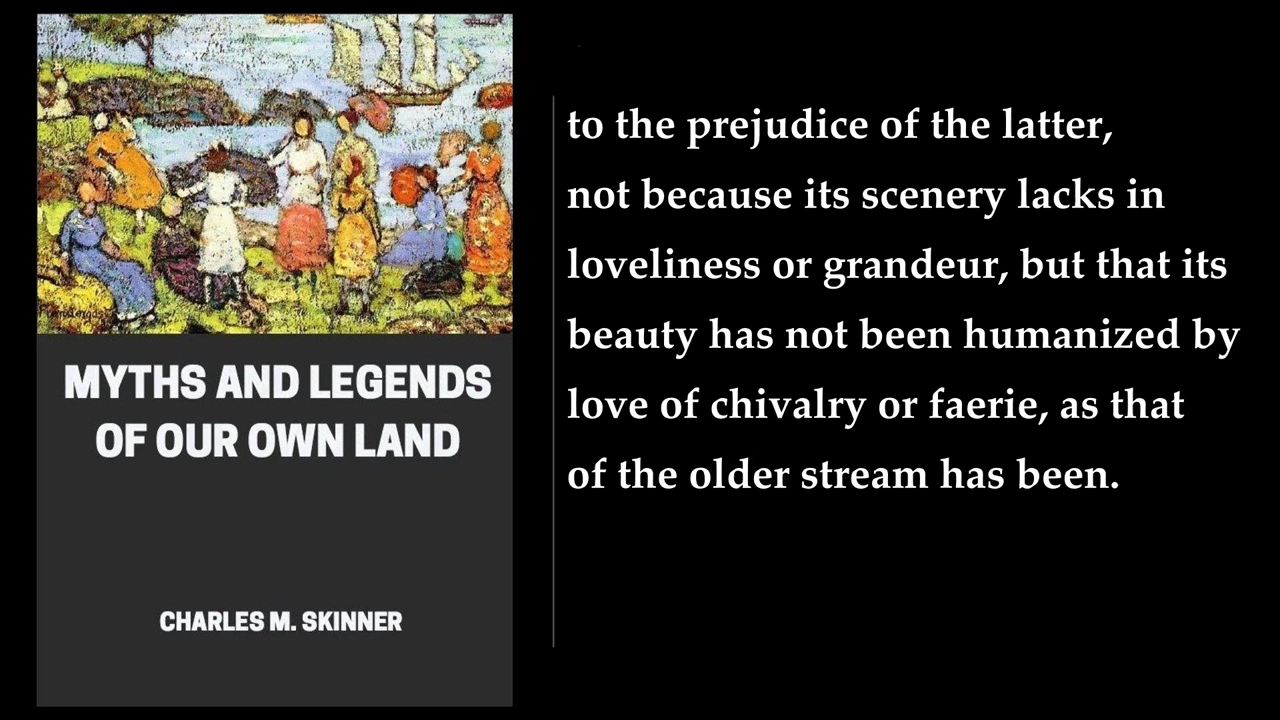 MYTHS AND LEGENDS
OF OUR OWN LAND
CHARLES M. SKINNER
to the prejudice of the latter,
not because its scenery lacks in
loveliness or grandeur, but that its
beauty has not been humanized by
love of chivalry or faerie, as that
of the older stream has been.